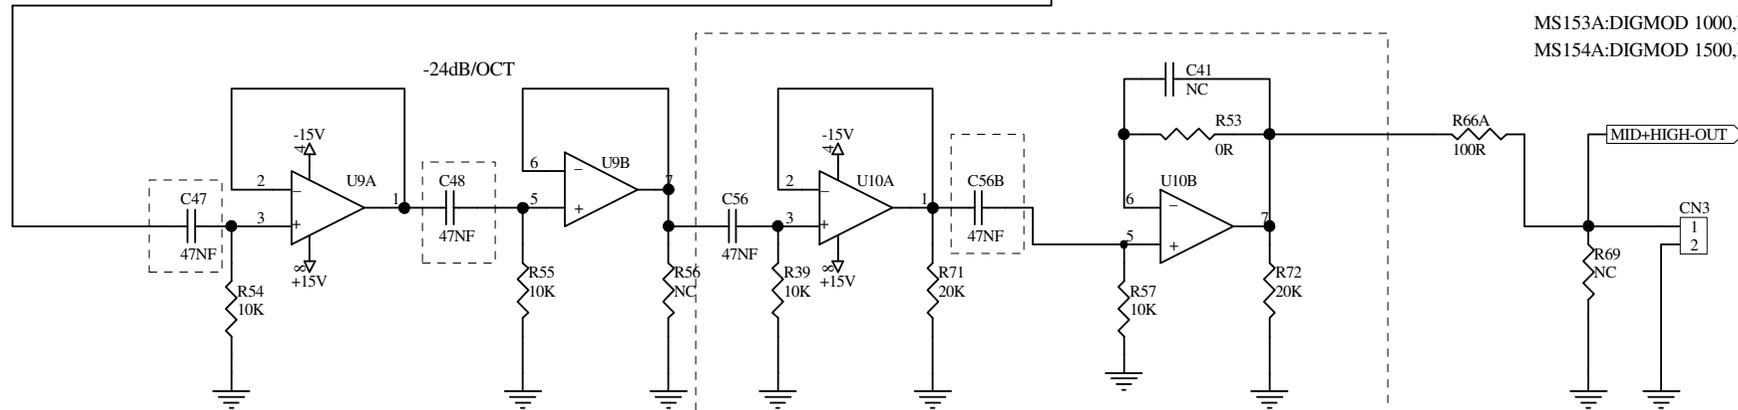 MS153A:DIGMOD 1000,
MS154A:DIGMOD 1500,
-24dB/OCT
C47
47NF
R54
10K
-15V
4
2
3
U9A
1
8
+15V
C48
47NF
R55
10K
6
5
U9B
7
R56
NC
C56
47NF
R39
10K
-15V
4
2
3
U10A
1
8
+15V
R71
20K
C56B
47NF
C41
NC
R53
0R
6
5
U10B
7
R57
10K
R72
20K
R66A
100R
MID+HIGH-OUT
R69
NC
CN3
1
2